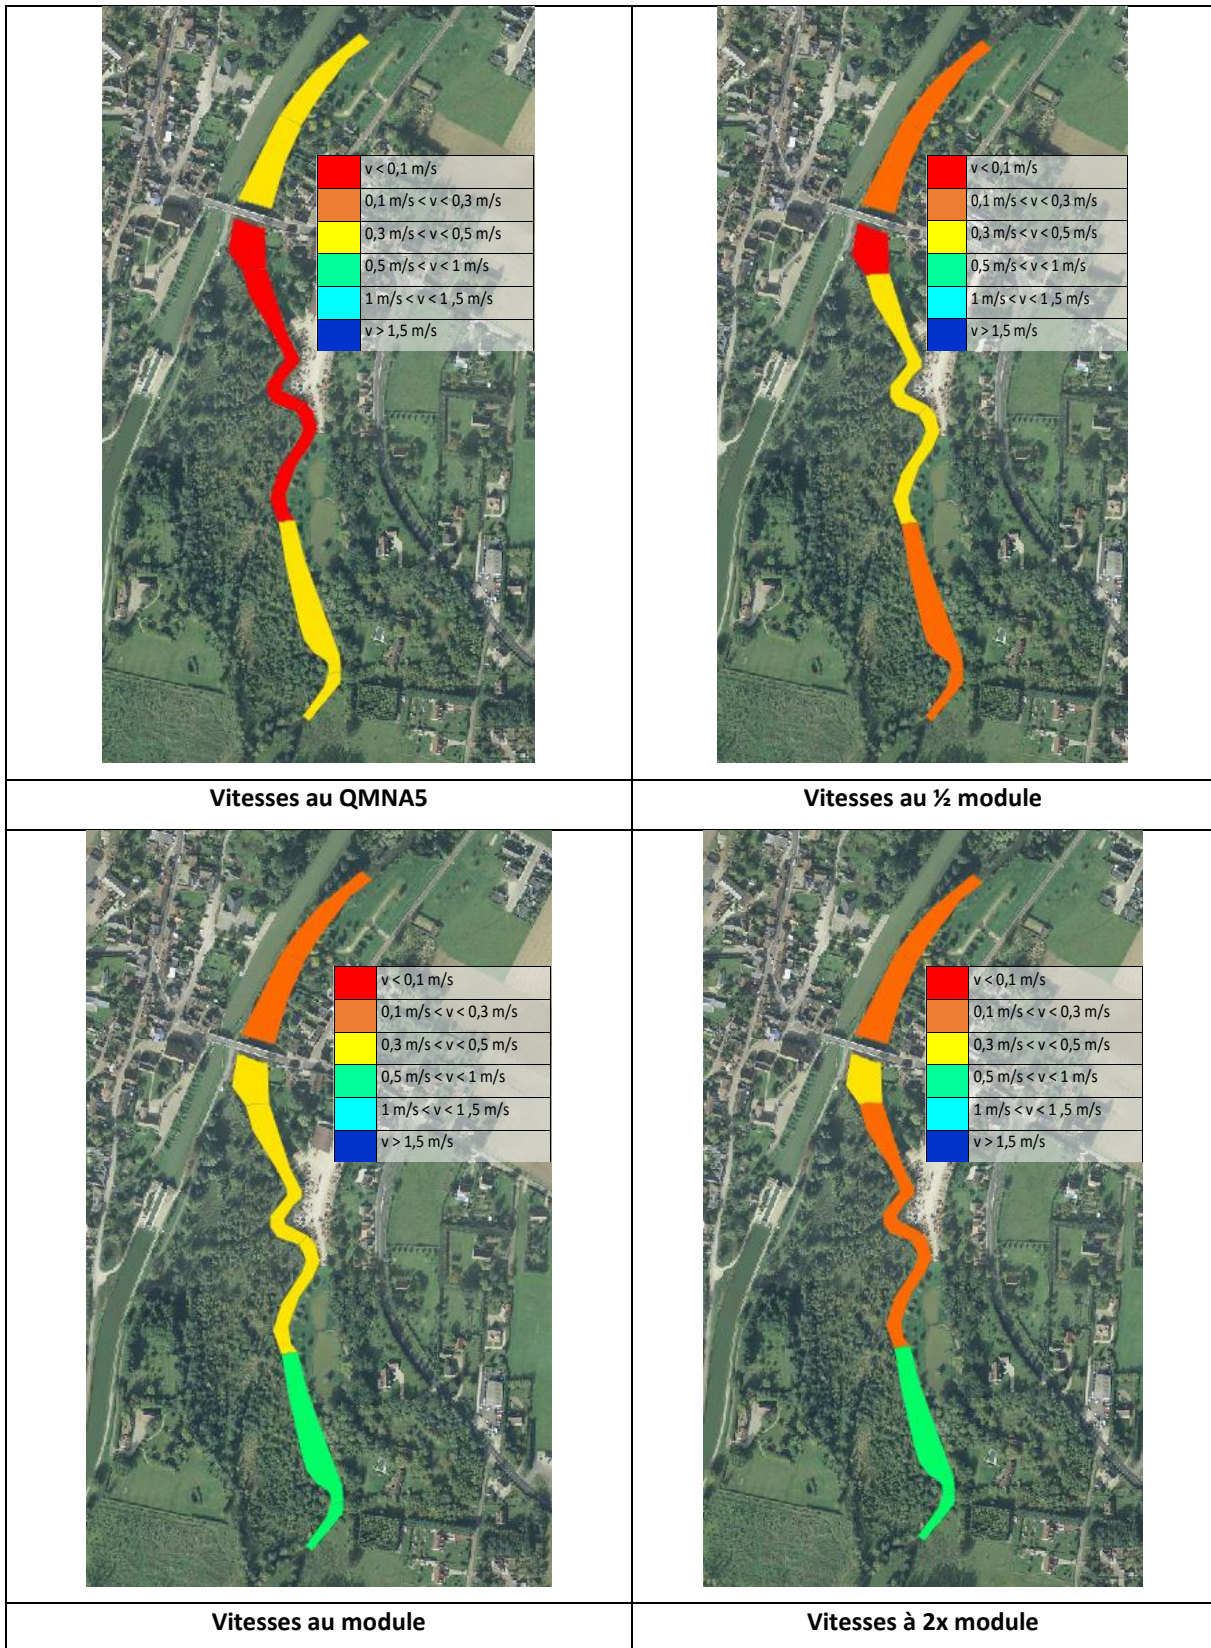 v < 0,1 m/s
0,1 m/s < v < 0,3 m/s
0,3 m/s < v < 0,5 m/s
0,5 m/s < v < 1 m/s
1 m/s < v < 1 ,5 m/s
v > 1,5 m/s
v < 0,1 m/s
0,1 m/s < v < 0,3 m/s
0,3 m/s < v < 0,5 m/s
0,5 m/s < v < 1 m/s
1 m/s < v < 1 ,5 m/s
v > 1,5 m/s
Vitesses au QMNA5
Vitesses au ½ module
v < 0,1 m/s
0,1 m/s < v < 0,3 m/s
0,3 m/s < v < 0,5 m/s
0,5 m/s < v < 1 m/s
1 m/s < v < 1 ,5 m/s
v > 1,5 m/s
v < 0,1 m/s
0,1 m/s < v < 0,3 m/s
0,3 m/s < v < 0,5 m/s
0,5 m/s < v < 1 m/s
1 m/s < v < 1 ,5 m/s
v > 1,5 m/s
Vitesses au module
Vitesses à 2x module